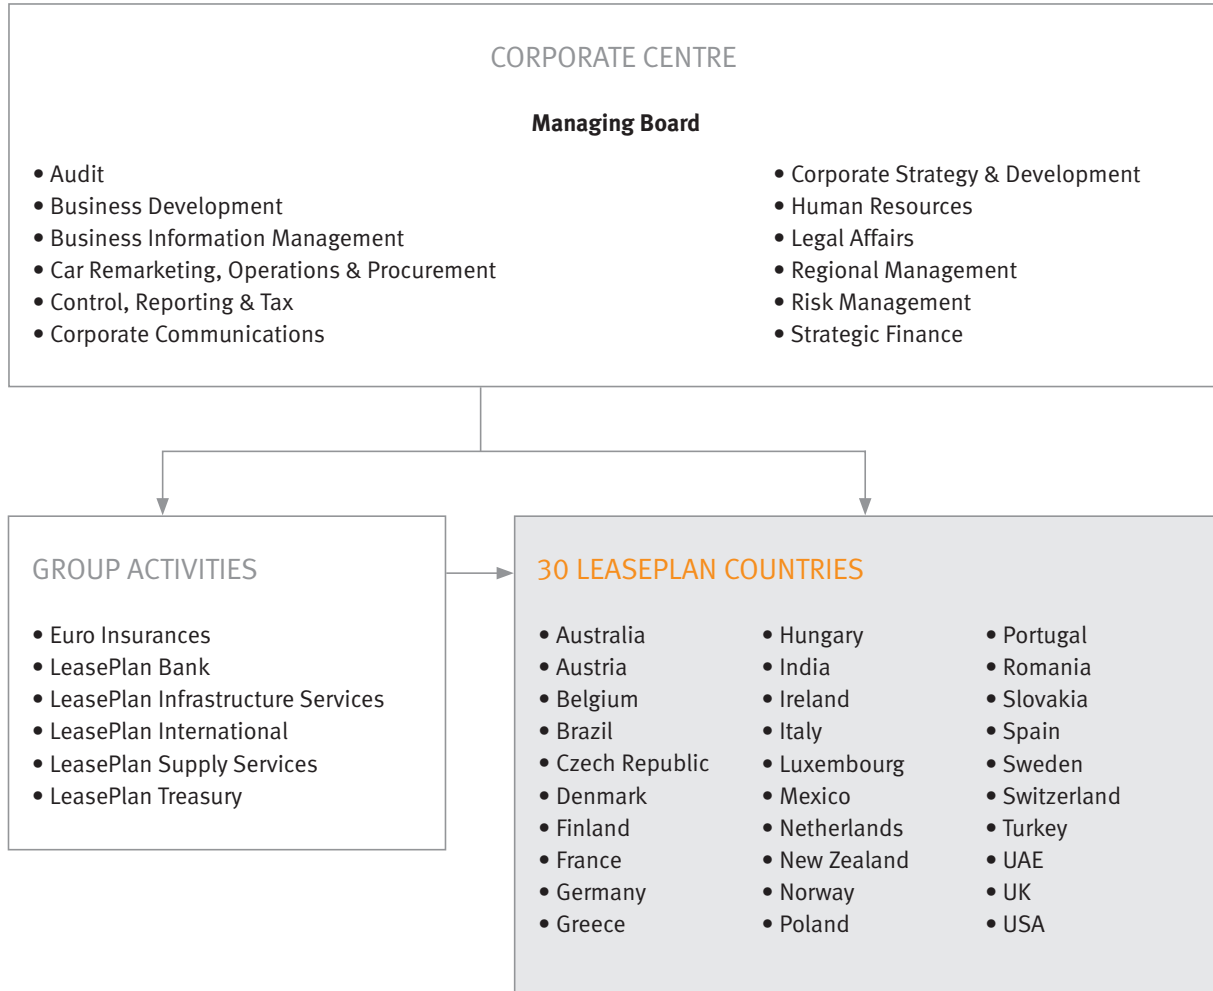 CORPORATE CENTRE
Managing Board
• Audit
• Business Development
• Business Information Management
• Car Remarketing, Operations & Procurement
• Control, Reporting & Tax
• Corporate Communications
• Corporate Strategy & Development
• Human Resources
• Legal Affairs
• Regional Management
• Risk Management
• Strategic Finance
GROUP ACTIVITIES
• Euro Insurances
• LeasePlan Bank
• LeasePlan Infrastructure Services
• LeasePlan International
• LeasePlan Supply Services
• LeasePlan Treasury
30 LEASEPLAN COUNTRIES
• Australia
• Austria
• Belgium
• Brazil
• Czech Republic
• Denmark
• Finland
• France
• Germany
• Greece
• Hungary
• India
• Ireland
• Italy
• Luxembourg
• Mexico
• Netherlands
• New Zealand
• Norway
• Poland
• Portugal
• Romania
• Slovakia
• Spain
• Sweden
• Switzerland
• Turkey
• UAE
• UK
• USA